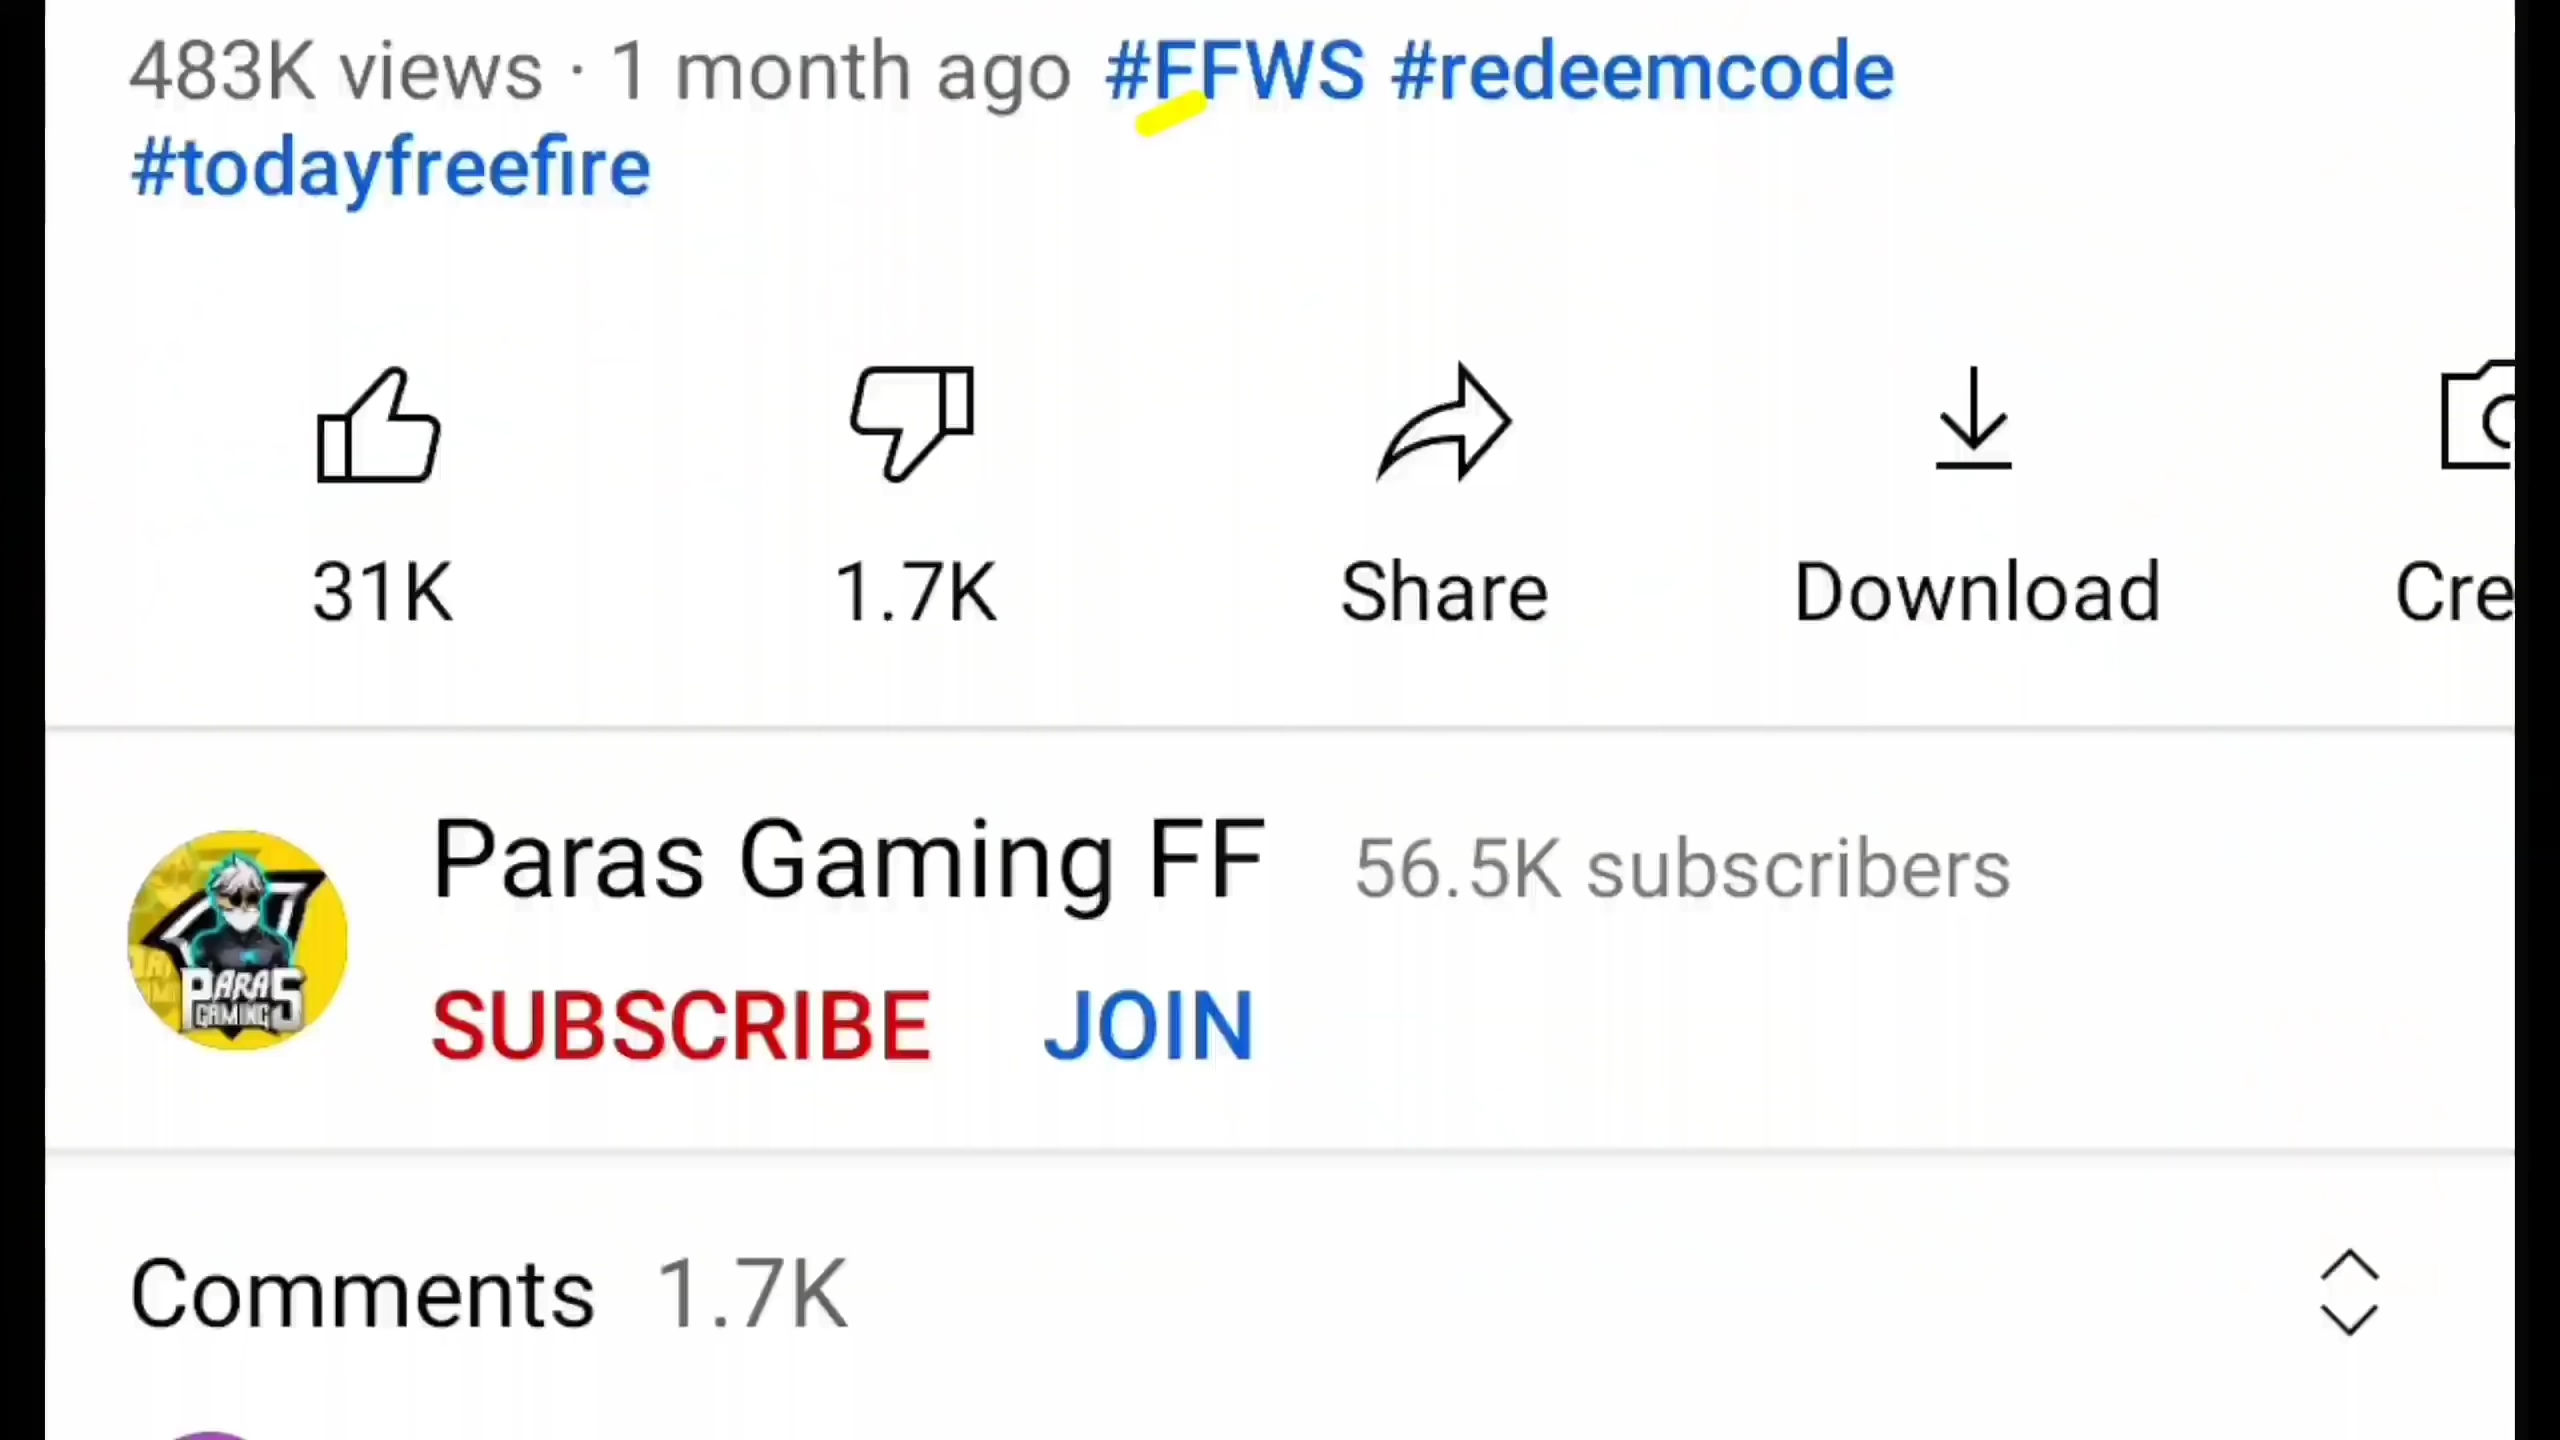 483K views · 1 month ago #FFWS #redeemcode
#todayfreefire
31K 1.7K Share Download Cre
Paras Gaming FF 56.5K subscribers
PARAS
GAMING
SUBSCRIBE JOIN
Comments 1.7K